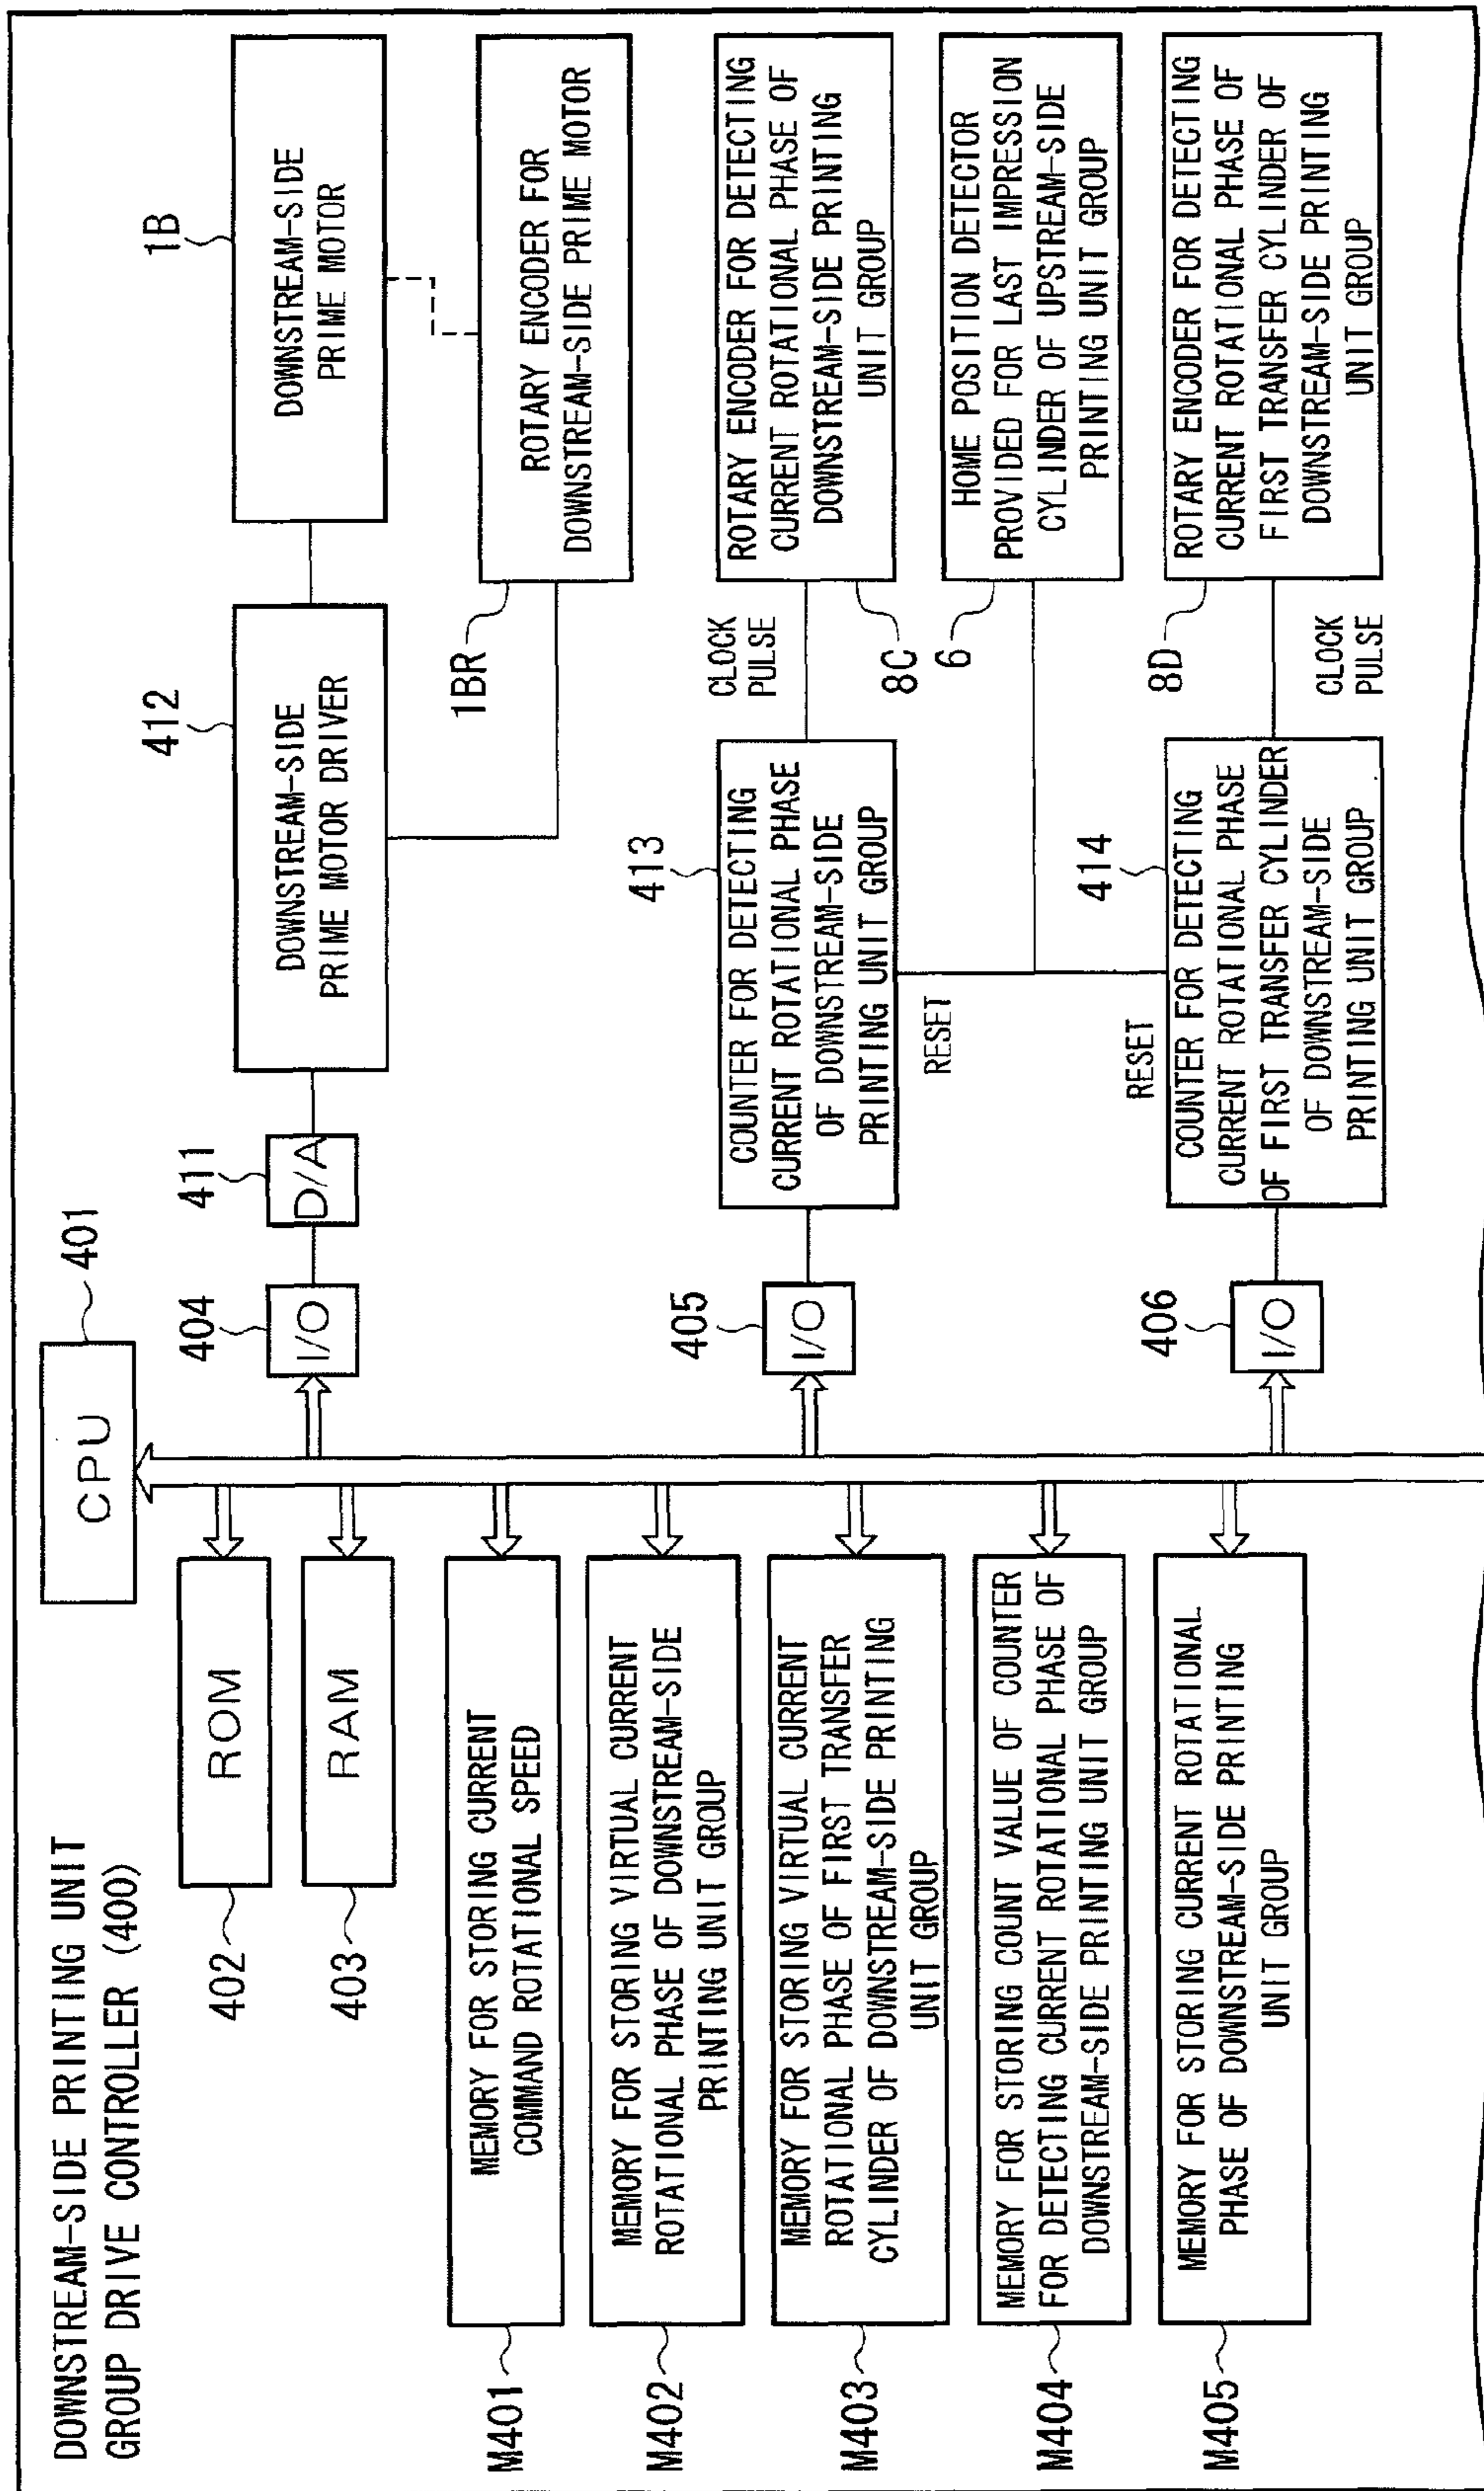 DOWNSTREAM-SIDE PRINTING UNIT
GROUP DRIVE CONTROLLER (400)
CPU
401
ROM
402
RAM
403
MEMORY FOR STORING CURRENT
COMMAND ROTATIONAL SPEED
M401
MEMORY FOR STORING VIRTUAL CURRENT
ROTATIONAL PHASE OF DOWNSTREAM-SIDE
PRINTING UNIT GROUP
M402
MEMORY FOR STORING VIRTUAL CURRENT
ROTATIONAL PHASE OF FIRST TRANSFER
CYLINDER OF DOWNSTREAM-SIDE PRINTING
UNIT GROUP
M403
MEMORY FOR STORING COUNT VALUE OF COUNTER
FOR DETECTING CURRENT ROTATIONAL PHASE OF
DOWNSTREAM-SIDE PRINTING UNIT GROUP
M404
MEMORY FOR STORING CURRENT ROTATIONAL
PHASE OF DOWNSTREAM-SIDE PRINTING
UNIT GROUP
M405
404
I/O
411
D/A
412
DOWNSTREAM-SIDE
PRIME MOTOR DRIVER
1B
DOWNSTREAM-SIDE
PRIME MOTOR
1BR
ROTARY ENCODER FOR
DOWNSTREAM-SIDE PRIME MOTOR
405
I/O
413
COUNTER FOR DETECTING
CURRENT ROTATIONAL PHASE
OF DOWNSTREAM-SIDE
PRINTING UNIT GROUP
CLOCK
PULSE
ROTARY ENCODER FOR DETECTING
CURRENT ROTATIONAL PHASE OF
DOWNSTREAM-SIDE PRINTING
UNIT GROUP
8C
RESET
6
HOME POSITION DETECTOR
PROVIDED FOR LAST IMPRESSION
CYLINDER OF UPSTREAM-SIDE
PRINTING UNIT GROUP
RESET
406
I/O
414
COUNTER FOR DETECTING
CURRENT ROTATIONAL PHASE
OF FIRST TRANSFER CYLINDER
OF DOWNSTREAM-SIDE
PRINTING UNIT GROUP
8D
CLOCK
PULSE
ROTARY ENCODER FOR DETECTING
CURRENT ROTATIONAL PHASE OF
FIRST TRANSFER CYLINDER OF
DOWNSTREAM-SIDE PRINTING
UNIT GROUP